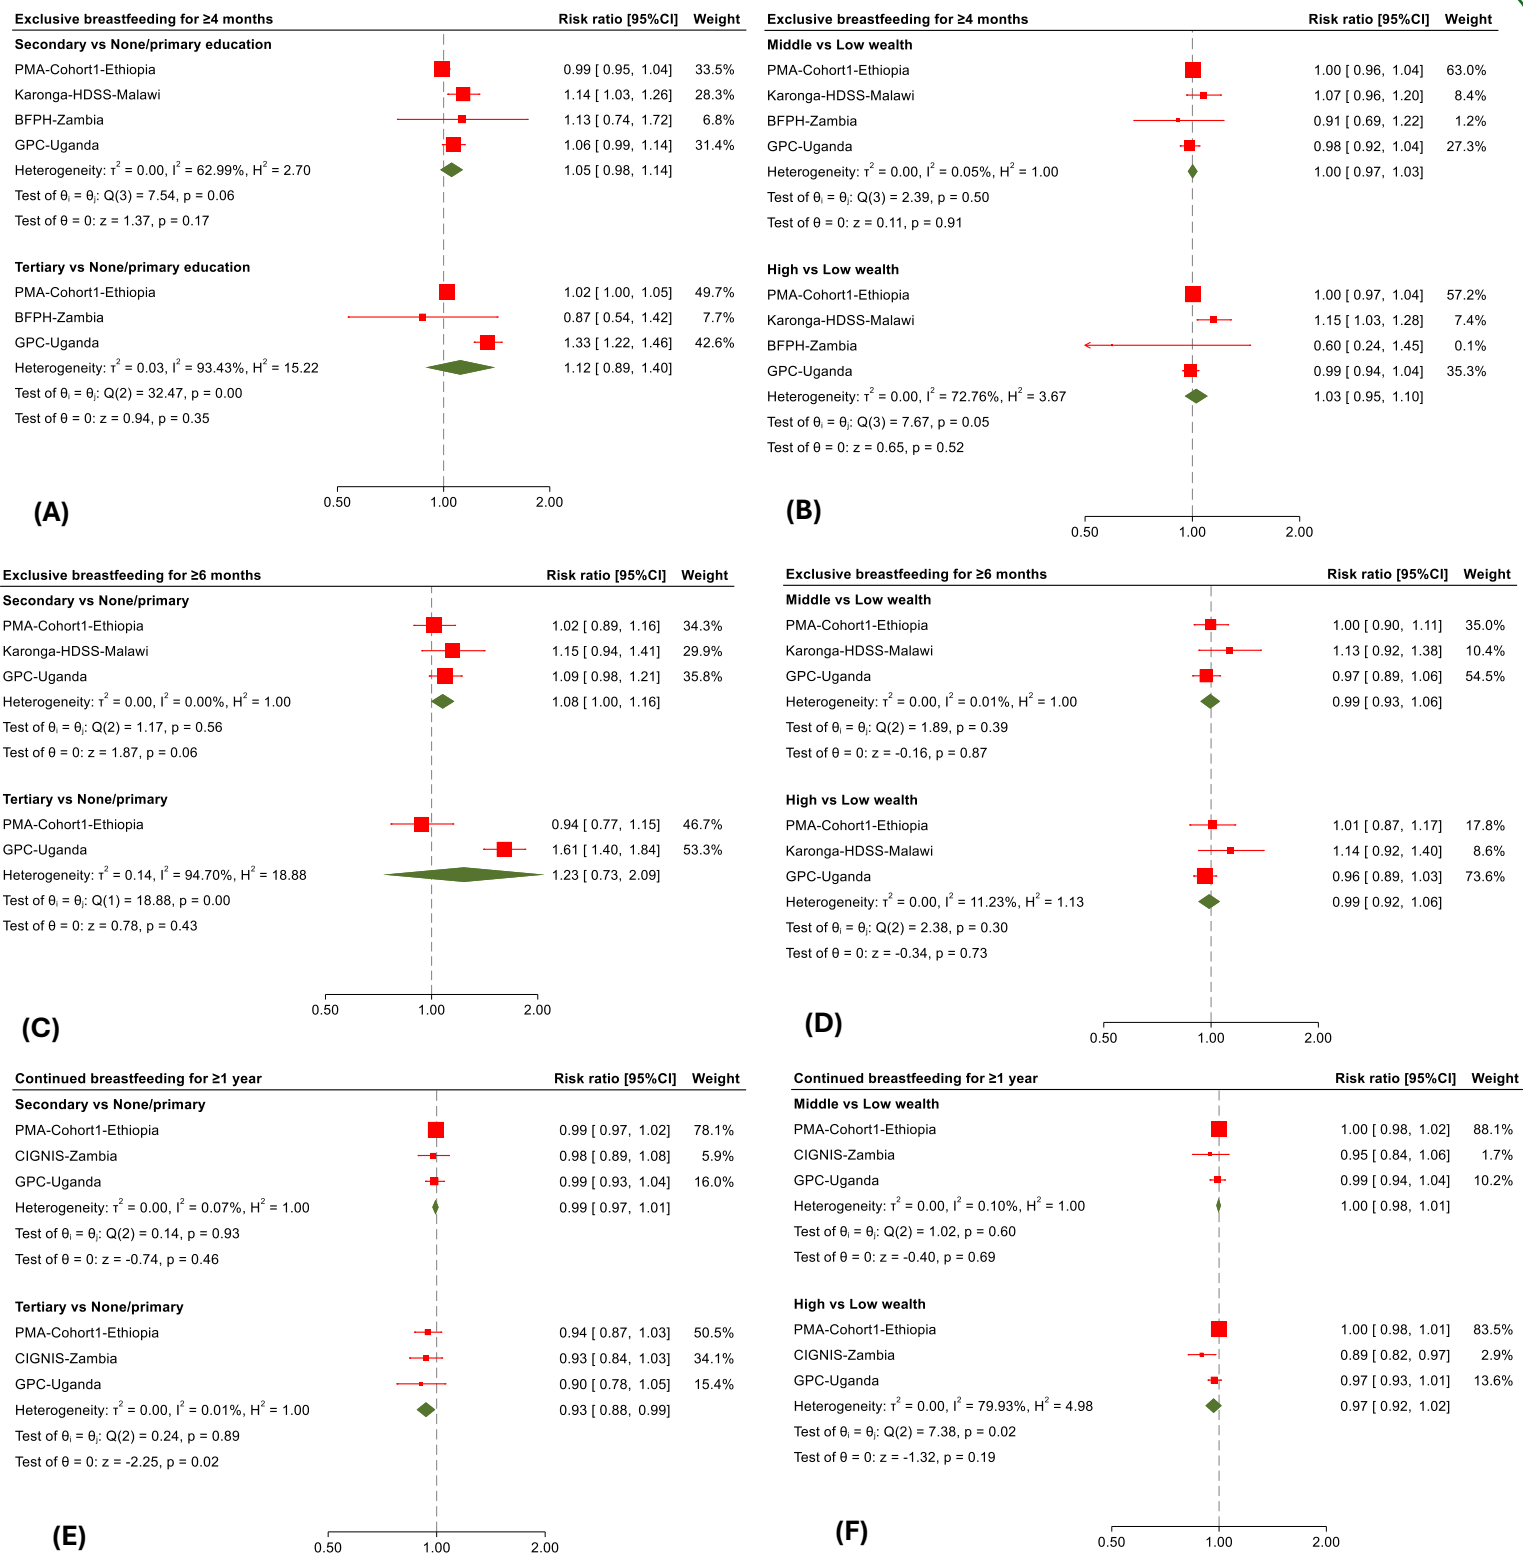 Exclusive breastfeeding for ≥4 months Risk ratio [95%CI] Weight
Secondary vs None/primary education
PMA-Cohort1-Ethiopia 0.99 [ 0.95, 1.04] 33.5%
Karonga-HDSS-Malawi 1.14 [ 1.03, 1.26] 28.3%
BFPH-Zambia 1.13 [ 0.74, 1.72] 6.8%
GPC-Uganda 1.06 [ 0.99, 1.14] 31.4%
Heterogeneity: τ² = 0.00, I² = 62.99%, H² = 2.70 1.05 [ 0.98, 1.14]
Test of θᵢ = θⱼ: Q(3) = 7.54, p = 0.06
Test of θ = 0: z = 1.37, p = 0.17
Tertiary vs None/primary education
PMA-Cohort1-Ethiopia 1.02 [ 1.00, 1.05] 49.7%
BFPH-Zambia 0.87 [ 0.54, 1.42] 7.7%
GPC-Uganda 1.33 [ 1.22, 1.46] 42.6%
Heterogeneity: τ² = 0.03, I² = 93.43%, H² = 15.22 1.12 [ 0.89, 1.40]
Test of θᵢ = θⱼ: Q(2) = 32.47, p = 0.00
Test of θ = 0: z = 0.94, p = 0.35
0.50 1.00 2.00
(A)
Exclusive breastfeeding for ≥4 months Risk ratio [95%CI] Weight
Middle vs Low wealth
PMA-Cohort1-Ethiopia 1.00 [ 0.96, 1.04] 63.0%
Karonga-HDSS-Malawi 1.07 [ 0.96, 1.20] 8.4%
BFPH-Zambia 0.91 [ 0.69, 1.22] 1.2%
GPC-Uganda 0.98 [ 0.92, 1.04] 27.3%
Heterogeneity: τ² = 0.00, I² = 0.05%, H² = 1.00 1.00 [ 0.97, 1.03]
Test of θᵢ = θⱼ: Q(3) = 2.39, p = 0.50
Test of θ = 0: z = 0.11, p = 0.91
High vs Low wealth
PMA-Cohort1-Ethiopia 1.00 [ 0.97, 1.04] 57.2%
Karonga-HDSS-Malawi 1.15 [ 1.03, 1.28] 7.4%
BFPH-Zambia 0.60 [ 0.24, 1.45] 0.1%
GPC-Uganda 0.99 [ 0.94, 1.04] 35.3%
Heterogeneity: τ² = 0.00, I² = 72.76%, H² = 3.67 1.03 [ 0.95, 1.10]
Test of θᵢ = θⱼ: Q(3) = 7.67, p = 0.05
Test of θ = 0: z = 0.65, p = 0.52
0.50 1.00 2.00
(B)
Exclusive breastfeeding for ≥6 months Risk ratio [95%CI] Weight
Secondary vs None/primary
PMA-Cohort1-Ethiopia 1.02 [ 0.89, 1.16] 34.3%
Karonga-HDSS-Malawi 1.15 [ 0.94, 1.41] 29.9%
GPC-Uganda 1.09 [ 0.98, 1.21] 35.8%
Heterogeneity: τ² = 0.00, I² = 0.00%, H² = 1.00 1.08 [ 1.00, 1.16]
Test of θᵢ = θⱼ: Q(2) = 1.17, p = 0.56
Test of θ = 0: z = 1.87, p = 0.06
Tertiary vs None/primary
PMA-Cohort1-Ethiopia 0.94 [ 0.77, 1.15] 46.7%
GPC-Uganda 1.61 [ 1.40, 1.84] 53.3%
Heterogeneity: τ² = 0.14, I² = 94.70%, H² = 18.88 1.23 [ 0.73, 2.09]
Test of θᵢ = θⱼ: Q(1) = 18.88, p = 0.00
Test of θ = 0: z = 0.78, p = 0.43
0.50 1.00 2.00
(C)
Exclusive breastfeeding for ≥6 months Risk ratio [95%CI] Weight
Middle vs Low wealth
PMA-Cohort1-Ethiopia 1.00 [ 0.90, 1.11] 35.0%
Karonga-HDSS-Malawi 1.13 [ 0.92, 1.38] 10.4%
GPC-Uganda 0.97 [ 0.89, 1.06] 54.5%
Heterogeneity: τ² = 0.00, I² = 0.01%, H² = 1.00 0.99 [ 0.93, 1.06]
Test of θᵢ = θⱼ: Q(2) = 1.89, p = 0.39
Test of θ = 0: z = -0.16, p = 0.87
High vs Low wealth
PMA-Cohort1-Ethiopia 1.01 [ 0.87, 1.17] 17.8%
Karonga-HDSS-Malawi 1.14 [ 0.92, 1.40] 8.6%
GPC-Uganda 0.96 [ 0.89, 1.03] 73.6%
Heterogeneity: τ² = 0.00, I² = 11.23%, H² = 1.13 0.99 [ 0.92, 1.06]
Test of θᵢ = θⱼ: Q(2) = 2.38, p = 0.30
Test of θ = 0: z = -0.34, p = 0.73
0.50 1.00 2.00
(D)
Continued breastfeeding for ≥1 year Risk ratio [95%CI] Weight
Secondary vs None/primary
PMA-Cohort1-Ethiopia 0.99 [ 0.97, 1.02] 78.1%
CIGNIS-Zambia 0.98 [ 0.89, 1.08] 5.9%
GPC-Uganda 0.99 [ 0.93, 1.04] 16.0%
Heterogeneity: τ² = 0.00, I² = 0.07%, H² = 1.00 0.99 [ 0.97, 1.01]
Test of θᵢ = θⱼ: Q(2) = 0.14, p = 0.93
Test of θ = 0: z = -0.74, p = 0.46
Tertiary vs None/primary
PMA-Cohort1-Ethiopia 0.94 [ 0.87, 1.03] 50.5%
CIGNIS-Zambia 0.93 [ 0.84, 1.03] 34.1%
GPC-Uganda 0.90 [ 0.78, 1.05] 15.4%
Heterogeneity: τ² = 0.00, I² = 0.01%, H² = 1.00 0.93 [ 0.88, 0.99]
Test of θᵢ = θⱼ: Q(2) = 0.24, p = 0.89
Test of θ = 0: z = -2.25, p = 0.02
0.50 1.00 2.00
(E)
Continued breastfeeding for ≥1 year Risk ratio [95%CI] Weight
Middle vs Low wealth
PMA-Cohort1-Ethiopia 1.00 [ 0.98, 1.02] 88.1%
CIGNIS-Zambia 0.95 [ 0.84, 1.06] 1.7%
GPC-Uganda 0.99 [ 0.94, 1.04] 10.2%
Heterogeneity: τ² = 0.00, I² = 0.10%, H² = 1.00 1.00 [ 0.98, 1.01]
Test of θᵢ = θⱼ: Q(2) = 1.02, p = 0.60
Test of θ = 0: z = -0.40, p = 0.69
High vs Low wealth
PMA-Cohort1-Ethiopia 1.00 [ 0.98, 1.01] 83.5%
CIGNIS-Zambia 0.89 [ 0.82, 0.97] 2.9%
GPC-Uganda 0.97 [ 0.93, 1.01] 13.6%
Heterogeneity: τ² = 0.00, I² = 79.93%, H² = 4.98 0.97 [ 0.92, 1.02]
Test of θᵢ = θⱼ: Q(2) = 7.38, p = 0.02
Test of θ = 0: z = -1.32, p = 0.19
0.50 1.00 2.00
(F)